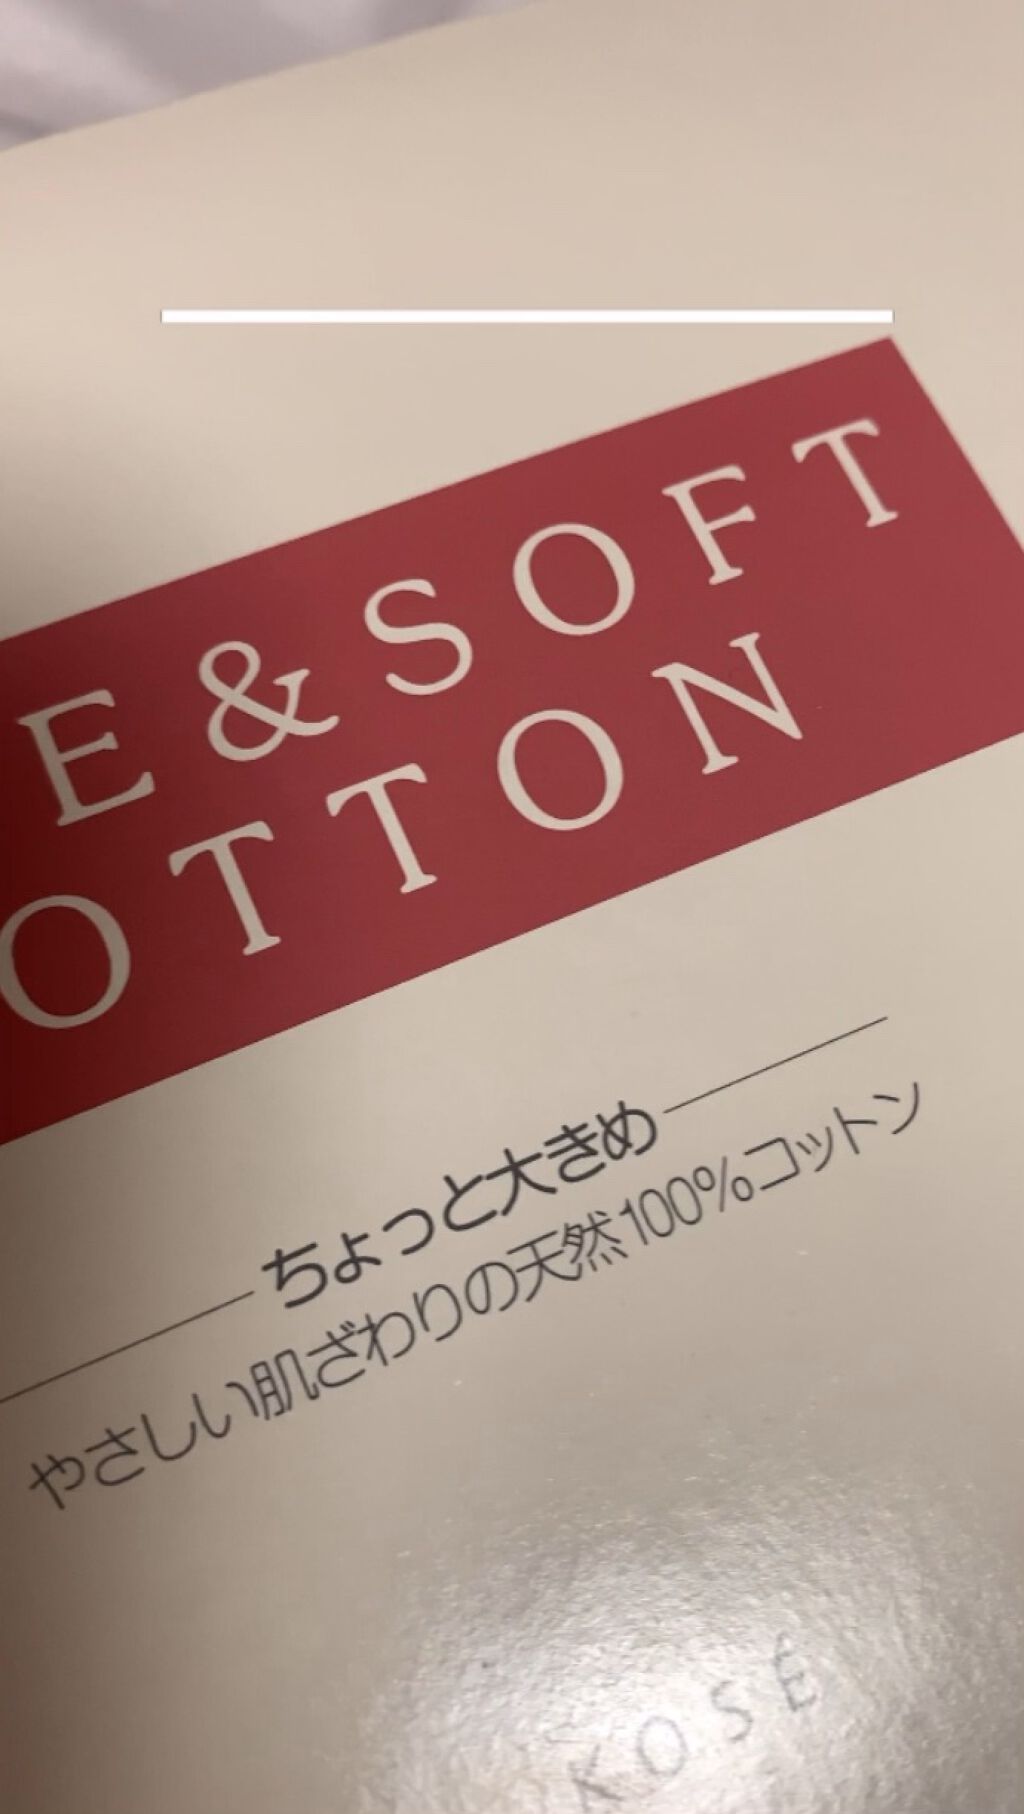 E & SOFT
OTTON
ちょっと大きめ
やさしい肌ざわりの天然100%コットン
KOSÉ